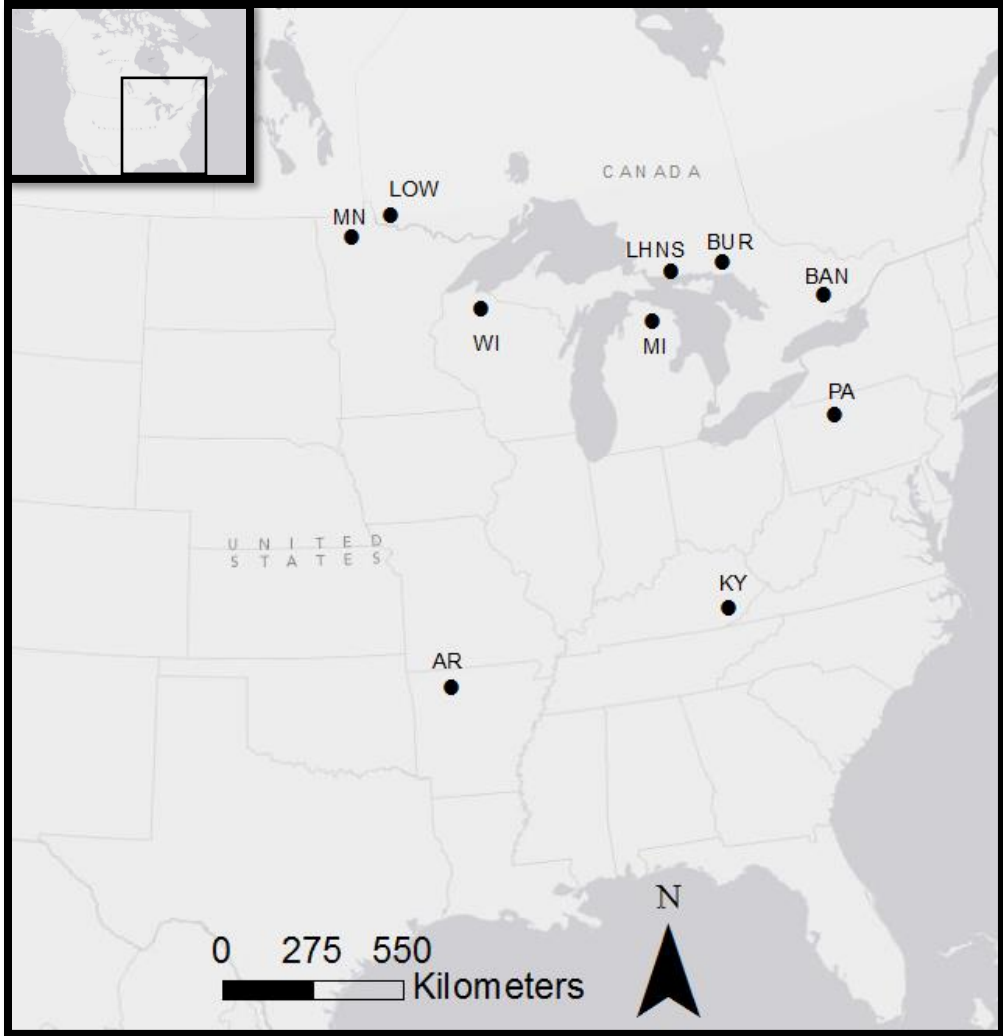 CANADA
LOW
MN
LHNS
BUR
BAN
WI
MI
PA
UNITED
STATES
KY
AR
N
0 275 550
Kilometers